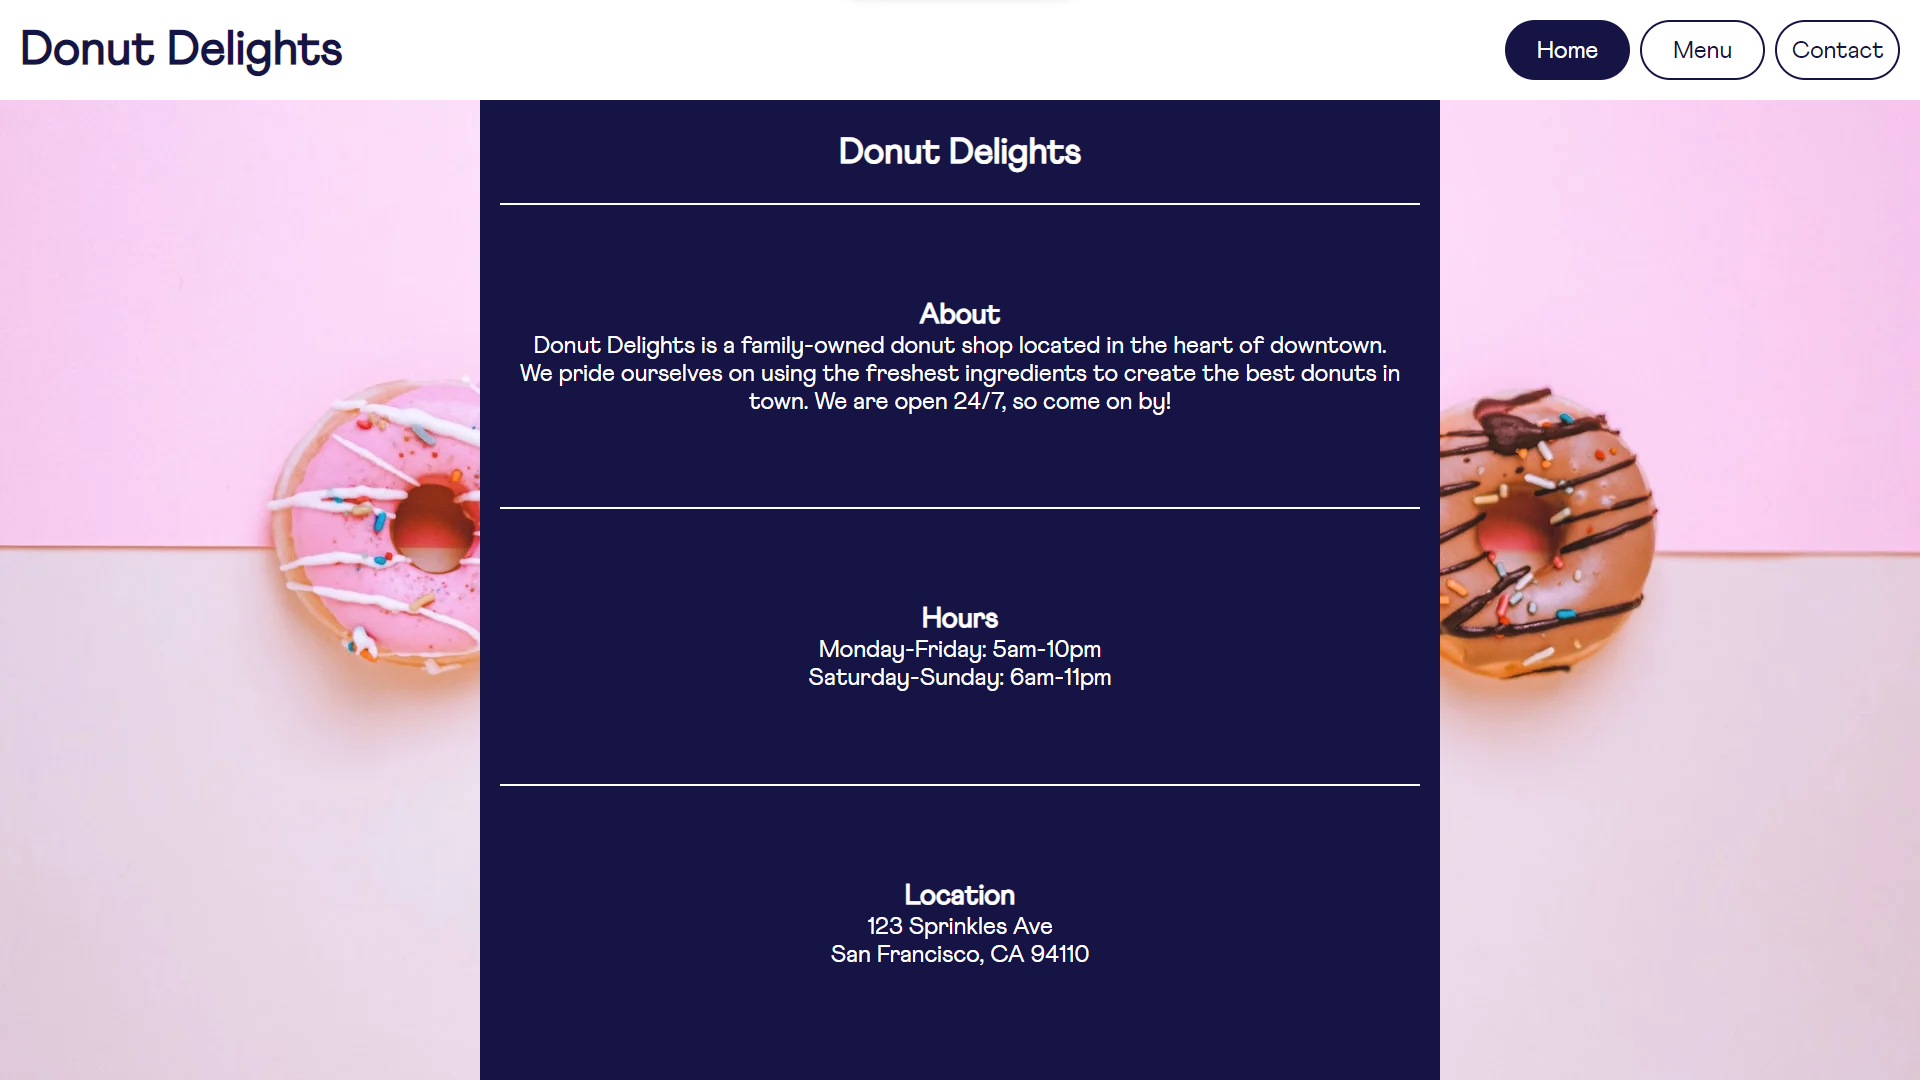 Donut Delights
Home
Menu
Contact
Donut Delights
About
Donut Delights is a family-owned donut shop located in the heart of downtown.
We pride ourselves on using the freshest ingredients to create the best donuts in
town. We are open 24/7, so come on by!
Hours
Monday-Friday: 5am-10pm
Saturday-Sunday: 6am-11pm
Location
123 Sprinkles Ave
San Francisco, CA 94110